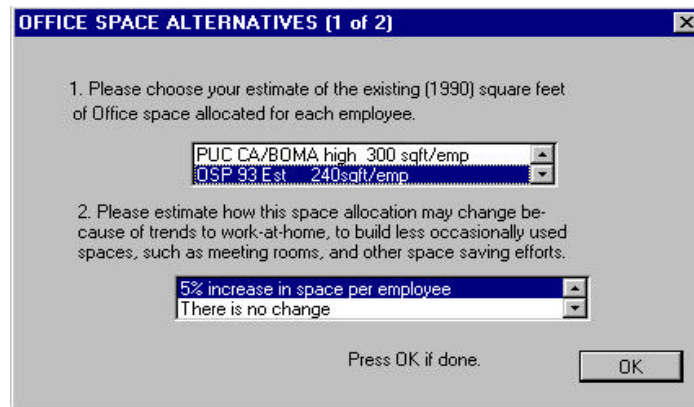 OFFICE SPACE ALTERNATIVES (1 of 2)
1. Please choose your estimate of the existing (1990) square feet
of Office space allocated for each employee.
PUC CA/BOMA high 300 sqft/emp
OSP 93 Est 240sqft/emp
2. Please estimate how this space allocation may change be-
cause of trends to work-at-home, to build less occasionally used
spaces, such as meeting rooms, and other space saving efforts.
5% increase in space per employee
There is no change
Press OK if done.
OK